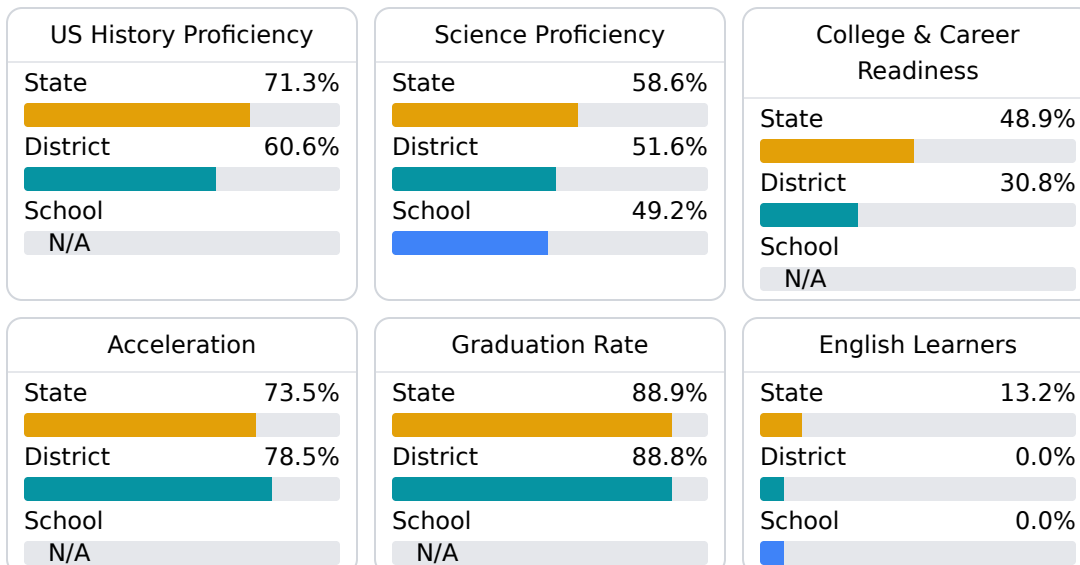 US History Proficiency
State 71.3%
District 60.6%
School
N/A
Science Proficiency
State 58.6%
District 51.6%
School 49.2%
College & Career
Readiness
State 48.9%
District 30.8%
School
N/A
Acceleration
State 73.5%
District 78.5%
School
N/A
Graduation Rate
State 88.9%
District 88.8%
School
N/A
English Learners
State 13.2%
District 0.0%
School 0.0%